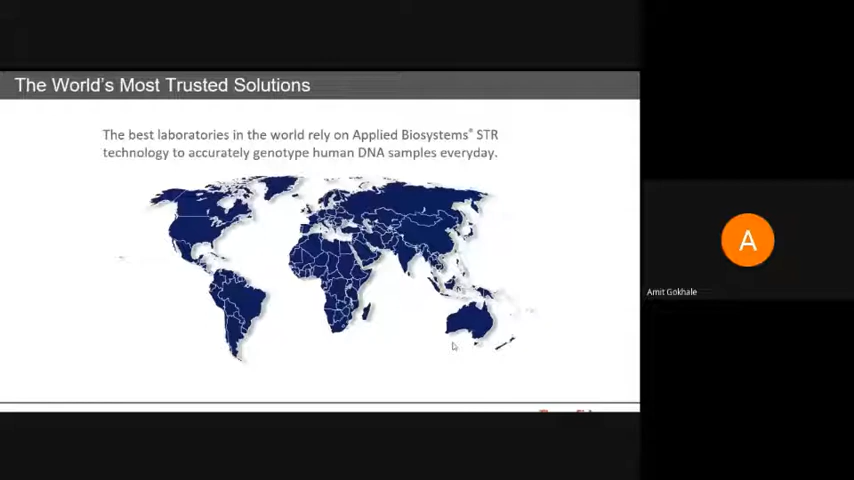 The World's Most Trusted Solutions
The best laboratories in the world rely on Applied Biosystems® STR
technology to accurately genotype human DNA samples everyday.
A
Amit Gokhale